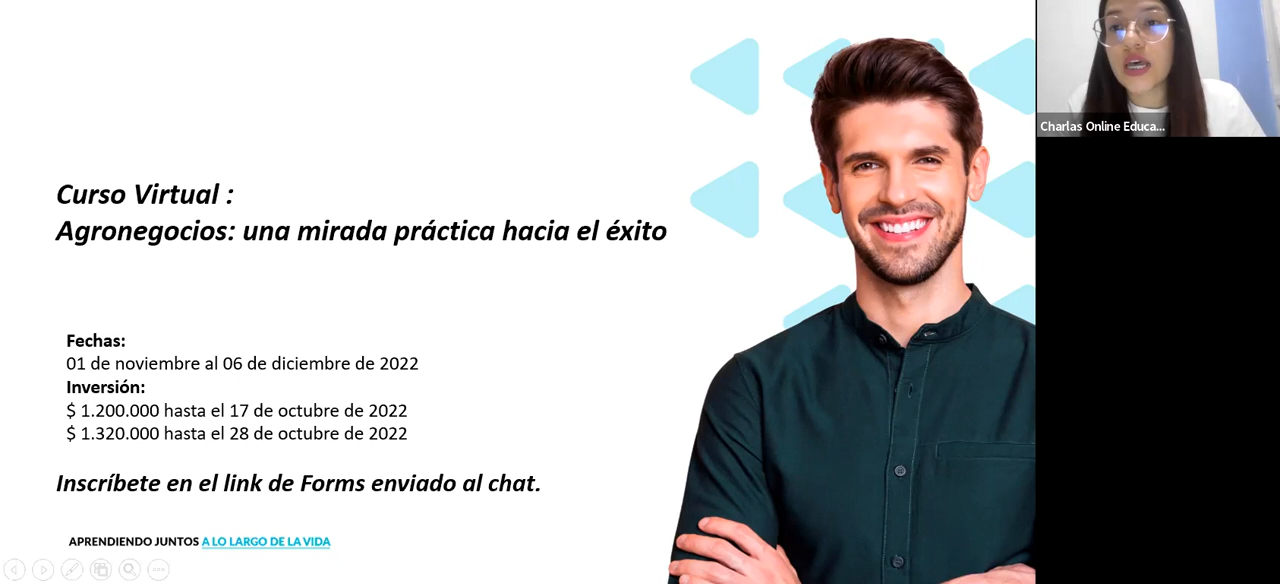 Curso Virtual :
Agronegocios: una mirada práctica hacia el éxito
Fechas:
01 de noviembre al 06 de diciembre de 2022
Inversión:
$ 1.200.000 hasta el 17 de octubre de 2022
$ 1.320.000 hasta el 28 de octubre de 2022
Inscríbete en el link de Forms enviado al chat.
APRENDIENDO JUNTOS A LO LARGO DE LA VIDA
Charlas Online Educa...